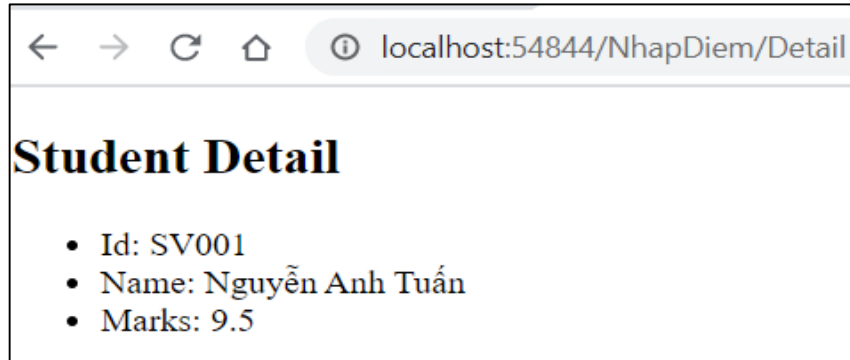 localhost:54844/NhapDiem/Detail
Student Detail
Id: SV001
Name: Nguyễn Anh Tuấn
Marks: 9.5